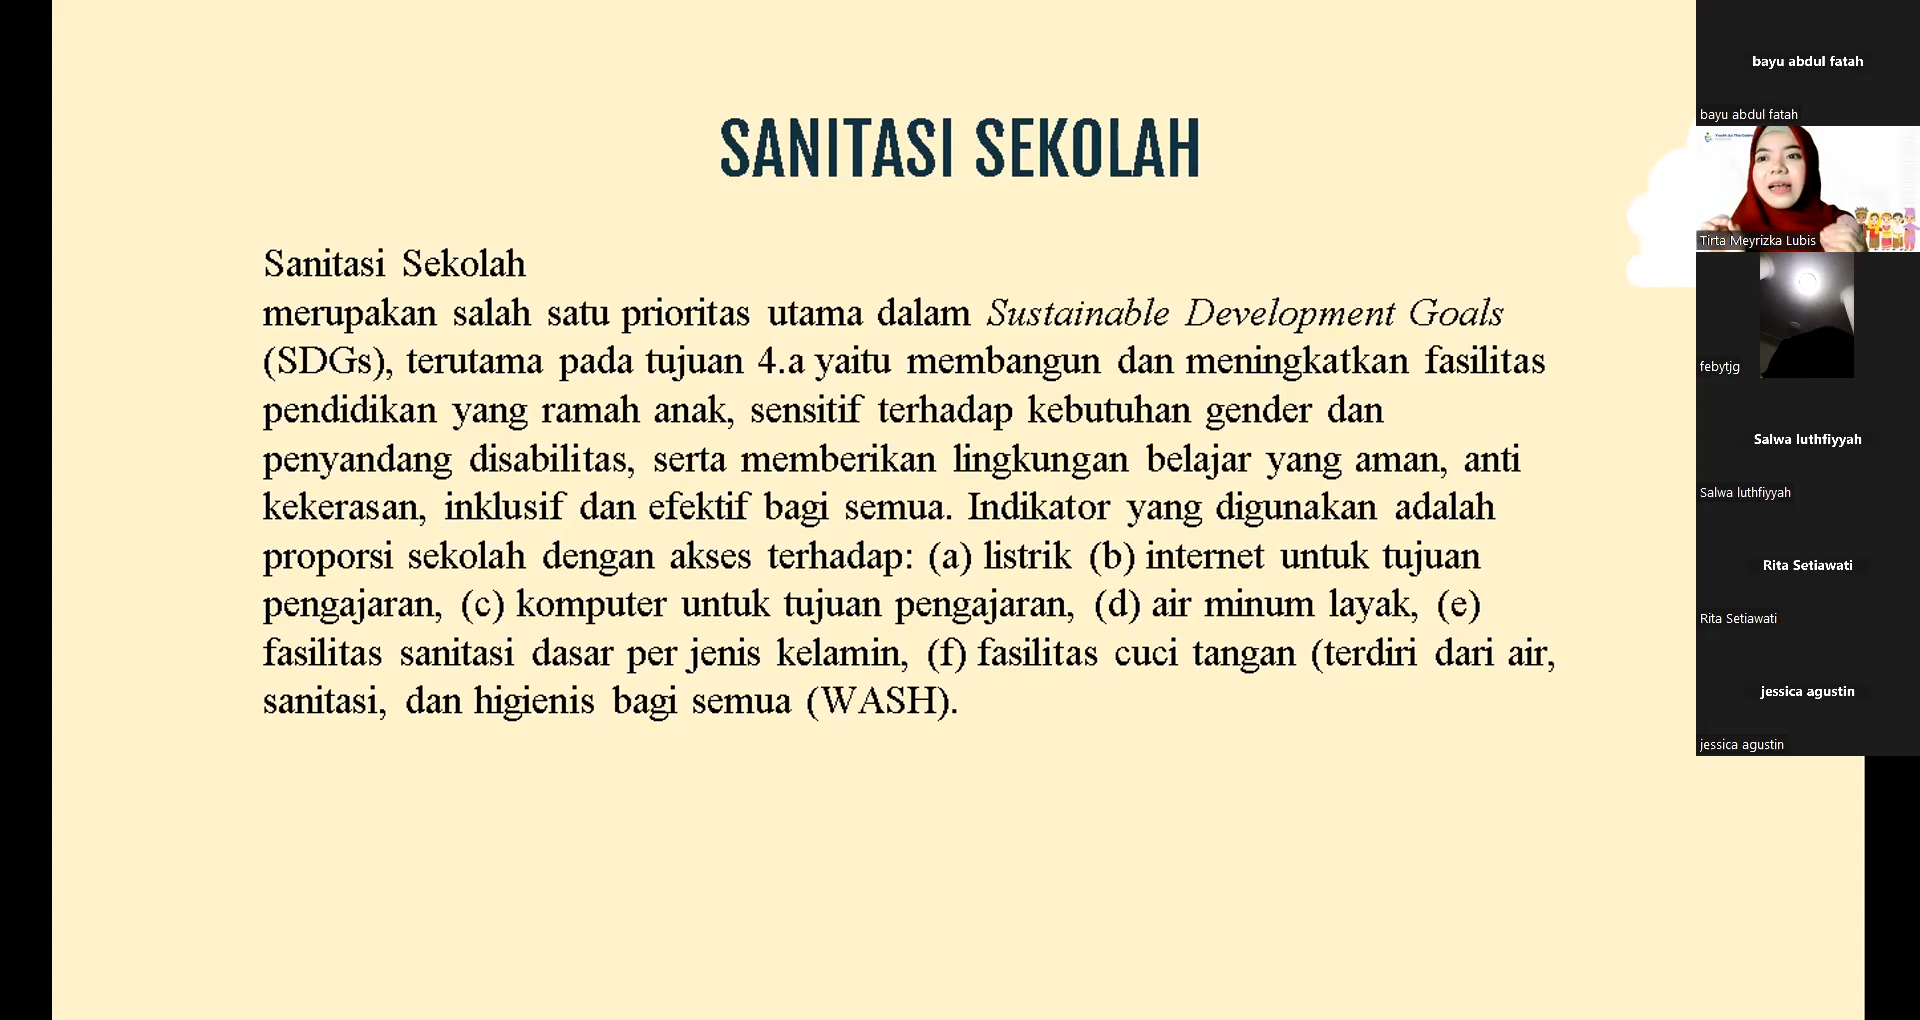 SANITASI SEKOLAH
Sanitasi Sekolah
merupakan salah satu prioritas utama dalam Sustainable Development Goals
(SDGs), terutama pada tujuan 4.a yaitu membangun dan meningkatkan fasilitas
pendidikan yang ramah anak, sensitif terhadap kebutuhan gender dan
penyandang disabilitas, serta memberikan lingkungan belajar yang aman, anti
kekerasan, inklusif dan efektif bagi semua. Indikator yang digunakan adalah
proporsi sekolah dengan akses terhadap: (a) listrik (b) internet untuk tujuan
pengajaran, (c) komputer untuk tujuan pengajaran, (d) air minum layak, (e)
fasilitas sanitasi dasar per jenis kelamin, (f) fasilitas cuci tangan (terdiri dari air,
sanitasi, dan higienis bagi semua (WASH).
bayu abdul fatah
bayu abdul fatah
Tirta Meyrizka Lubis
febytjg
Salwa luthfiyyah
Salwa luthfiyyah
Rita Setiawati
Rita Setiawati
jessica agustin
jessica agustin